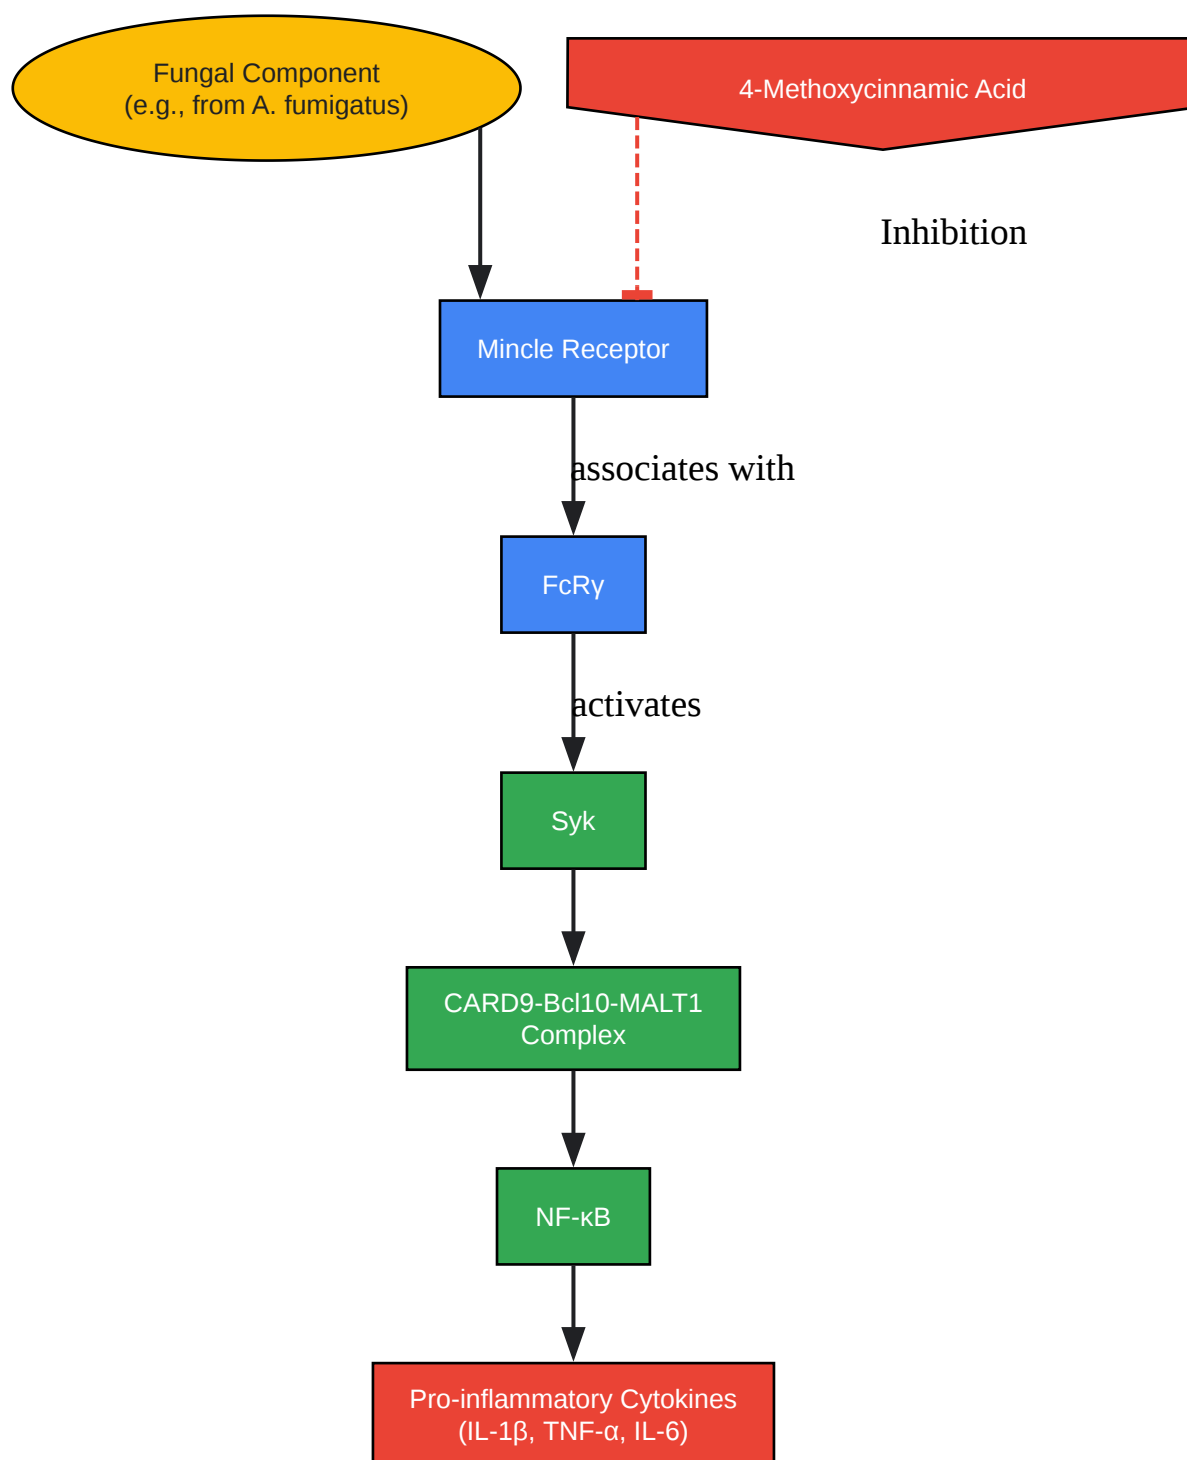 Fungal Component
(e.g., from A. fumigatus)
4-Methoxycinnamic Acid
Inhibition
Mincle Receptor
associates with
FcRγ
activates
Syk
CARD9-Bcl10-MALT1
Complex
NF-κB
Pro-inflammatory Cytokines
(IL-1β, TNF-α, IL-6)